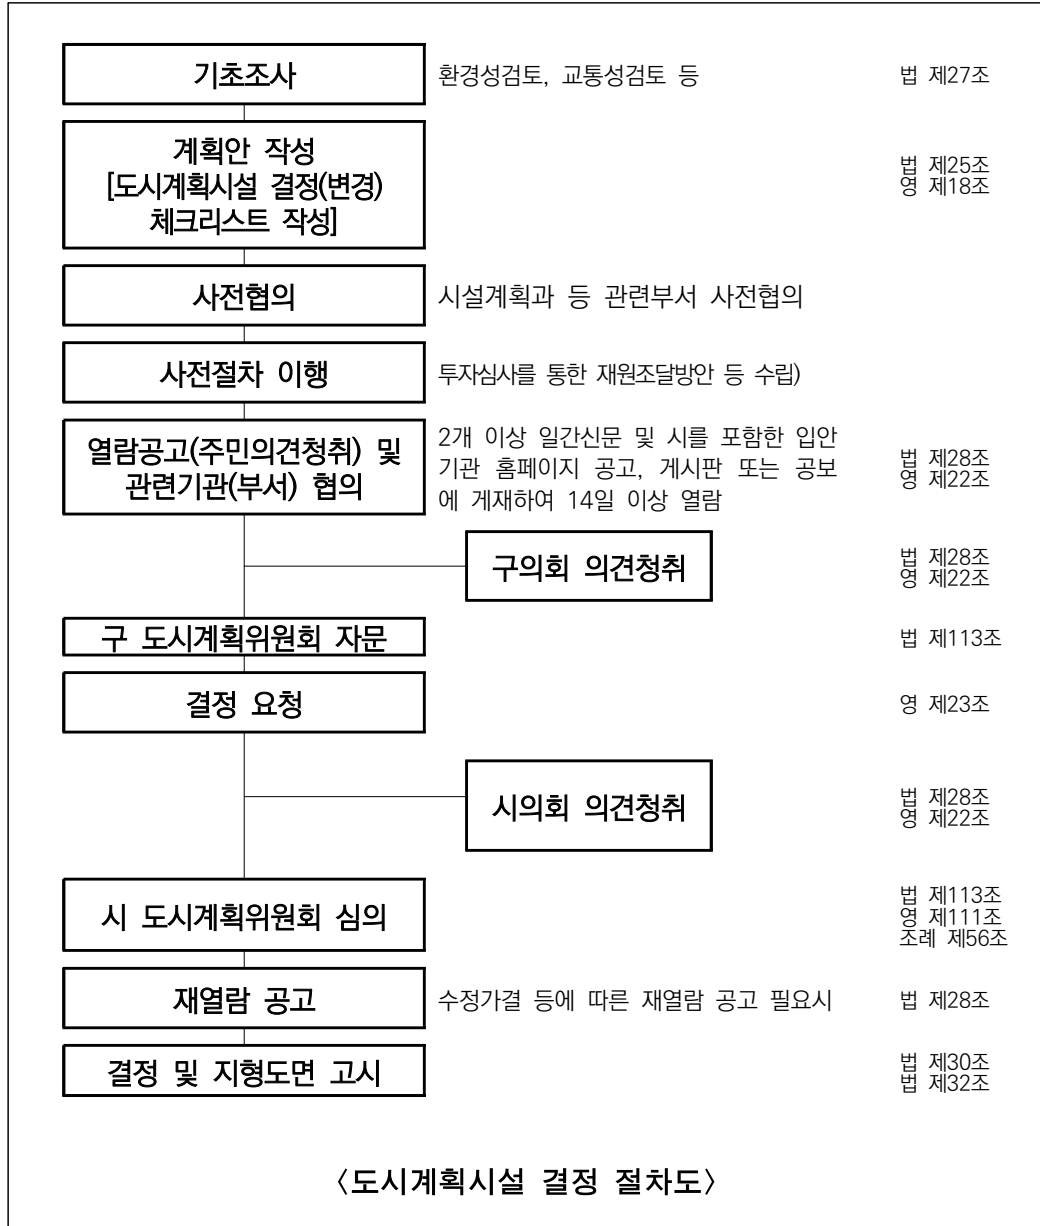 기초조사
환경성검토, 교통성검토 등
법 제27조
계획안 작성
[도시계획시설 결정(변경)
체크리스트 작성]
법 제25조
영 제18조
사전협의
시설계획과 등 관련부서 사전협의
사전절차 이행
투자심사를 통한 재원조달방안 등 수립)
열람공고(주민의견청취) 및
관련기관(부서) 협의
2개 이상 일간신문 및 시를 포함한 입안
기관 홈페이지 공고, 게시판 또는 공보
에 게재하여 14일 이상 열람
법 제28조
영 제22조
구의회 의견청취
법 제28조
영 제22조
구 도시계획위원회 자문
법 제113조
결정 요청
영 제23조
시의회 의견청취
법 제28조
영 제22조
시 도시계획위원회 심의
법 제113조
영 제111조
조례 제56조
재열람 공고
수정가결 등에 따른 재열람 공고 필요시
법 제28조
결정 및 지형도면 고시
법 제30조
법 제32조
〈도시계획시설 결정 절차도〉